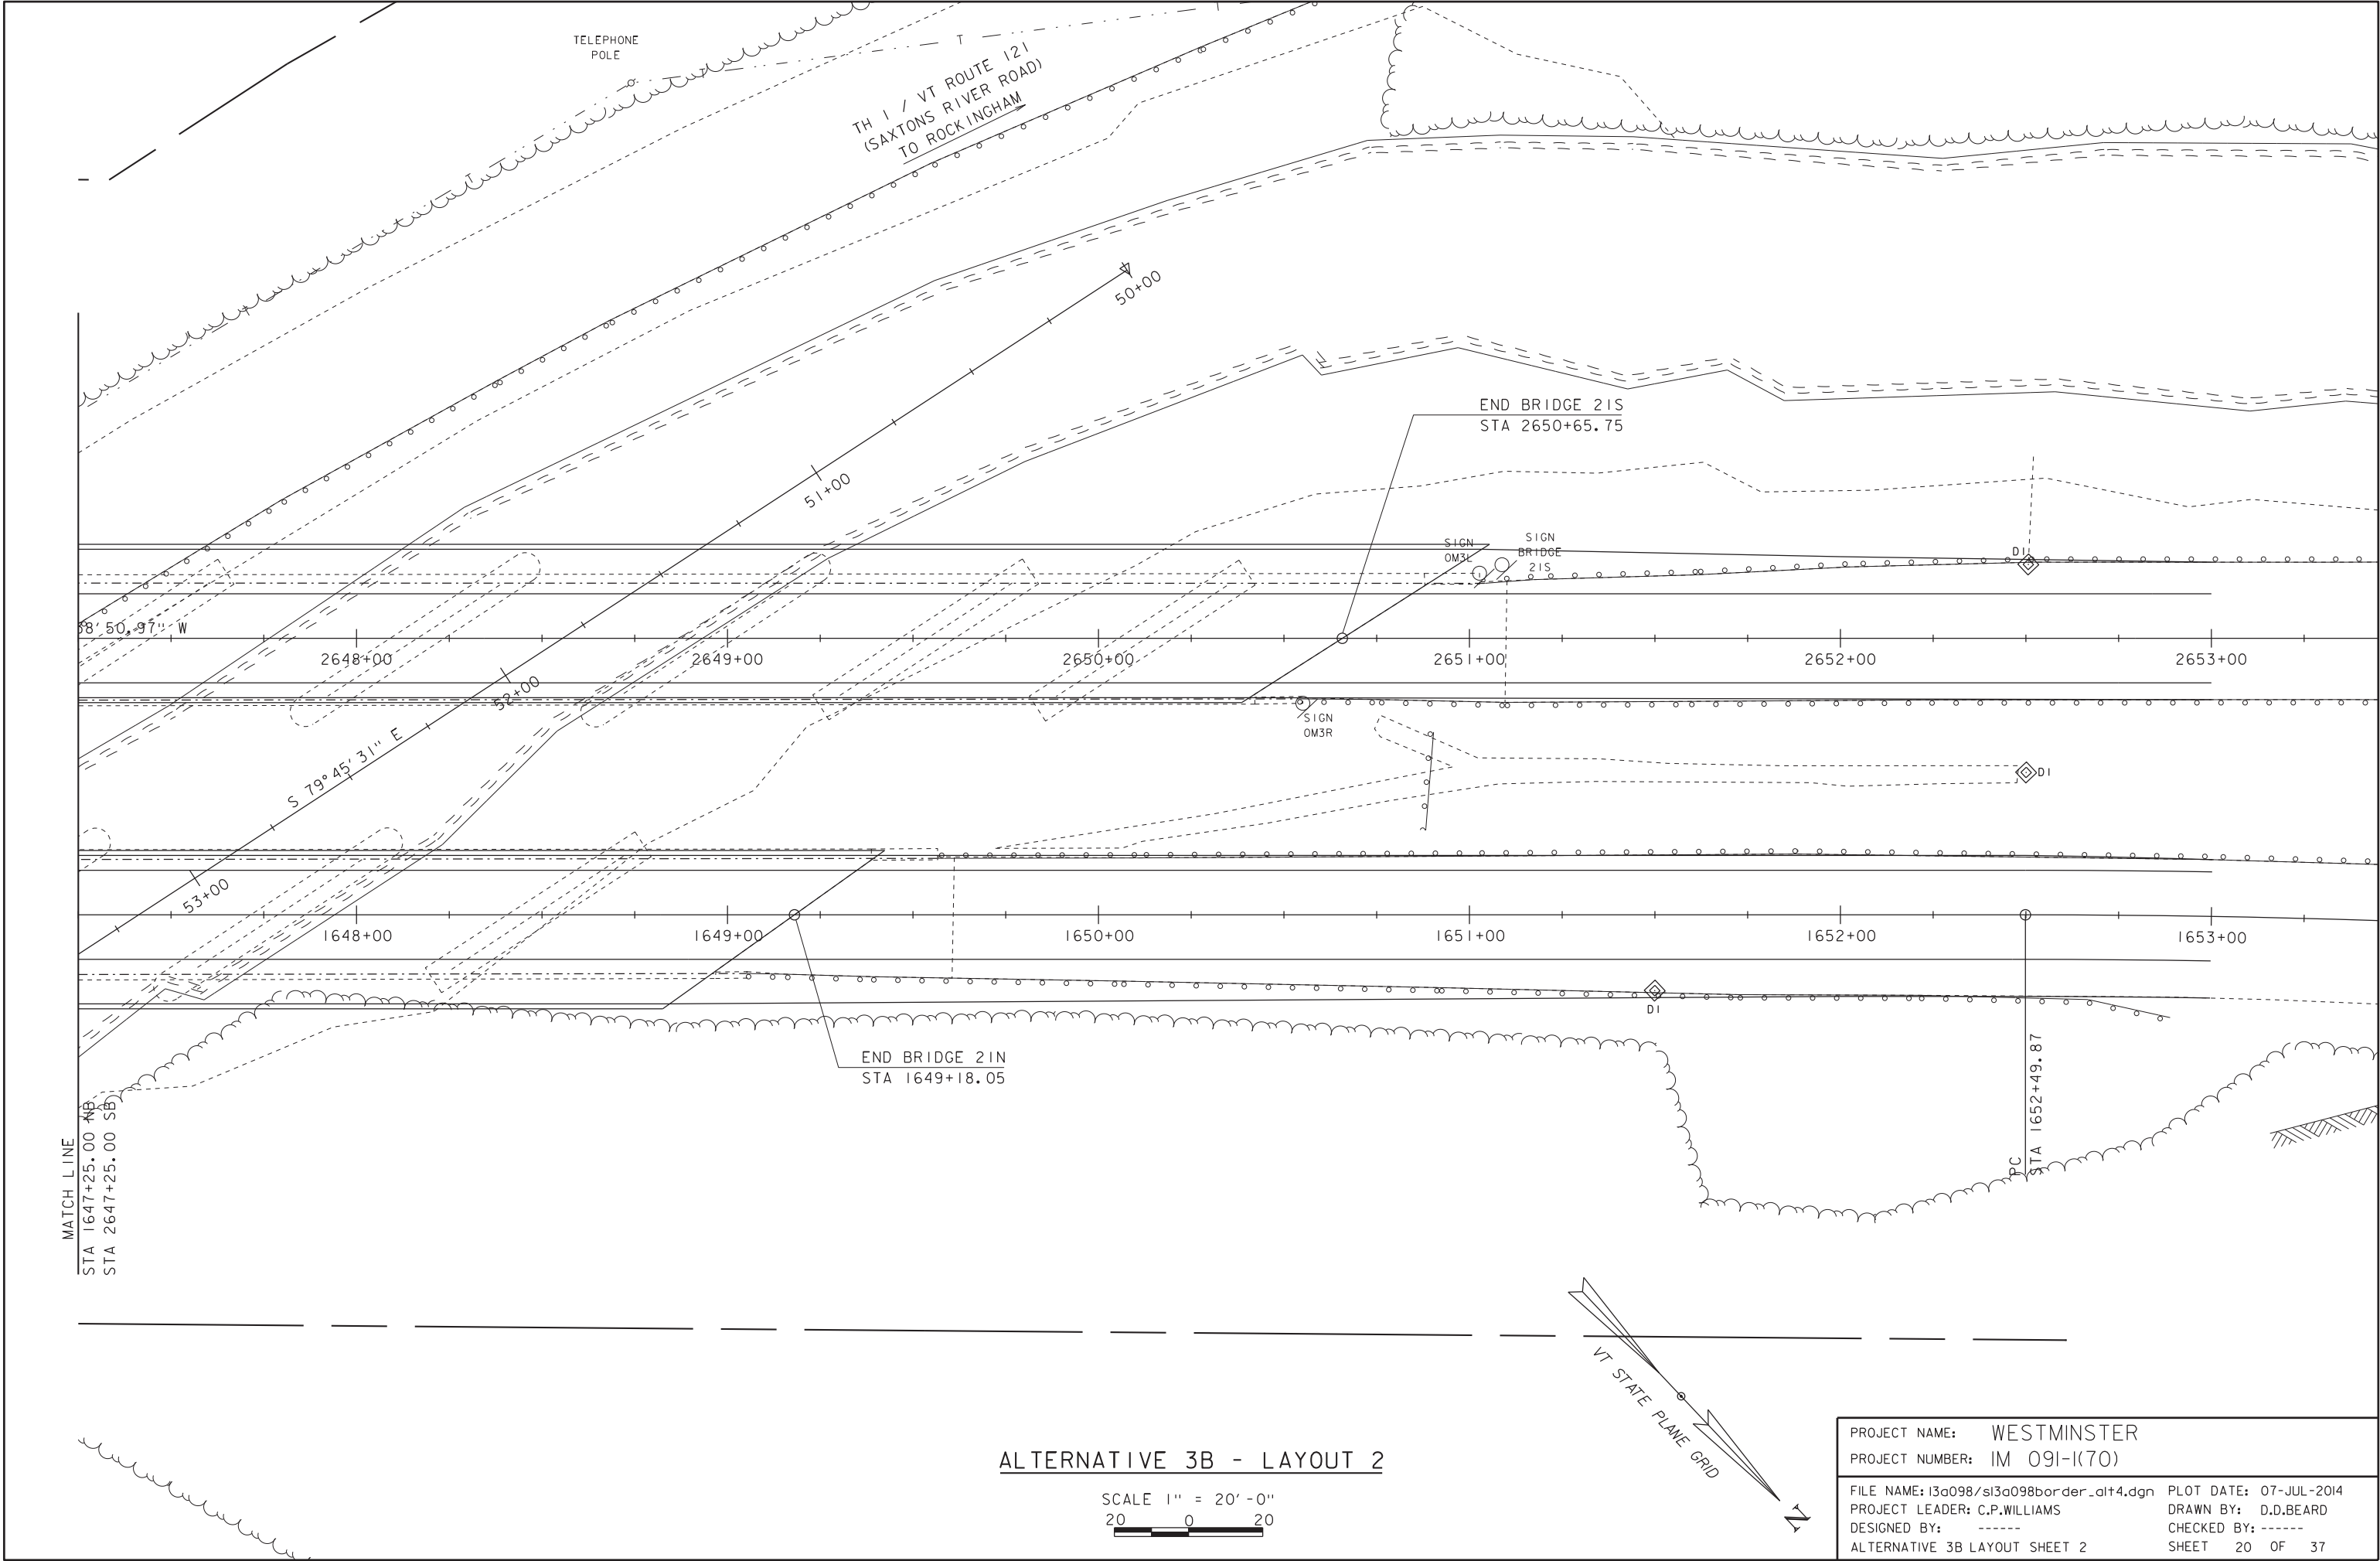 TELEPHONE
POLE
T
T
T
T
T
T
TH 1 / VT ROUTE 121
(SAXTONS RIVER ROAD)
TO ROCKINGHAM
50+00
51+00
52+00
53+00
S 79° 45' 31" E
END BRIDGE 21S
STA 2650+65.75
SIGN
OM3L
SIGN
BRIDGE
21S
DI
38' 50.97" W
2648+00
2649+00
2650+00
2651+00
2652+00
2653+00
SIGN
OM3R
DI
1648+00
1649+00
1650+00
1651+00
1652+00
1653+00
DI
END BRIDGE 21N
STA 1649+18.05
PC
STA 1652+49.87
MATCH LINE
STA 1647+25.00 NB
STA 2647+25.00 SB
VT STATE PLANE GRID
N
ALTERNATIVE 3B - LAYOUT 2
SCALE 1" = 20'-0"
20 0 20
PROJECT NAME: WESTMINSTER
PROJECT NUMBER: IM 091-1(70)
FILE NAME: 13a098/s13a098border_alt4.dgn PLOT DATE: 07-JUL-2014
PROJECT LEADER: C.P.WILLIAMS DRAWN BY: D.D.BEARD
DESIGNED BY: ------ CHECKED BY: ------
ALTERNATIVE 3B LAYOUT SHEET 2 SHEET 20 OF 37